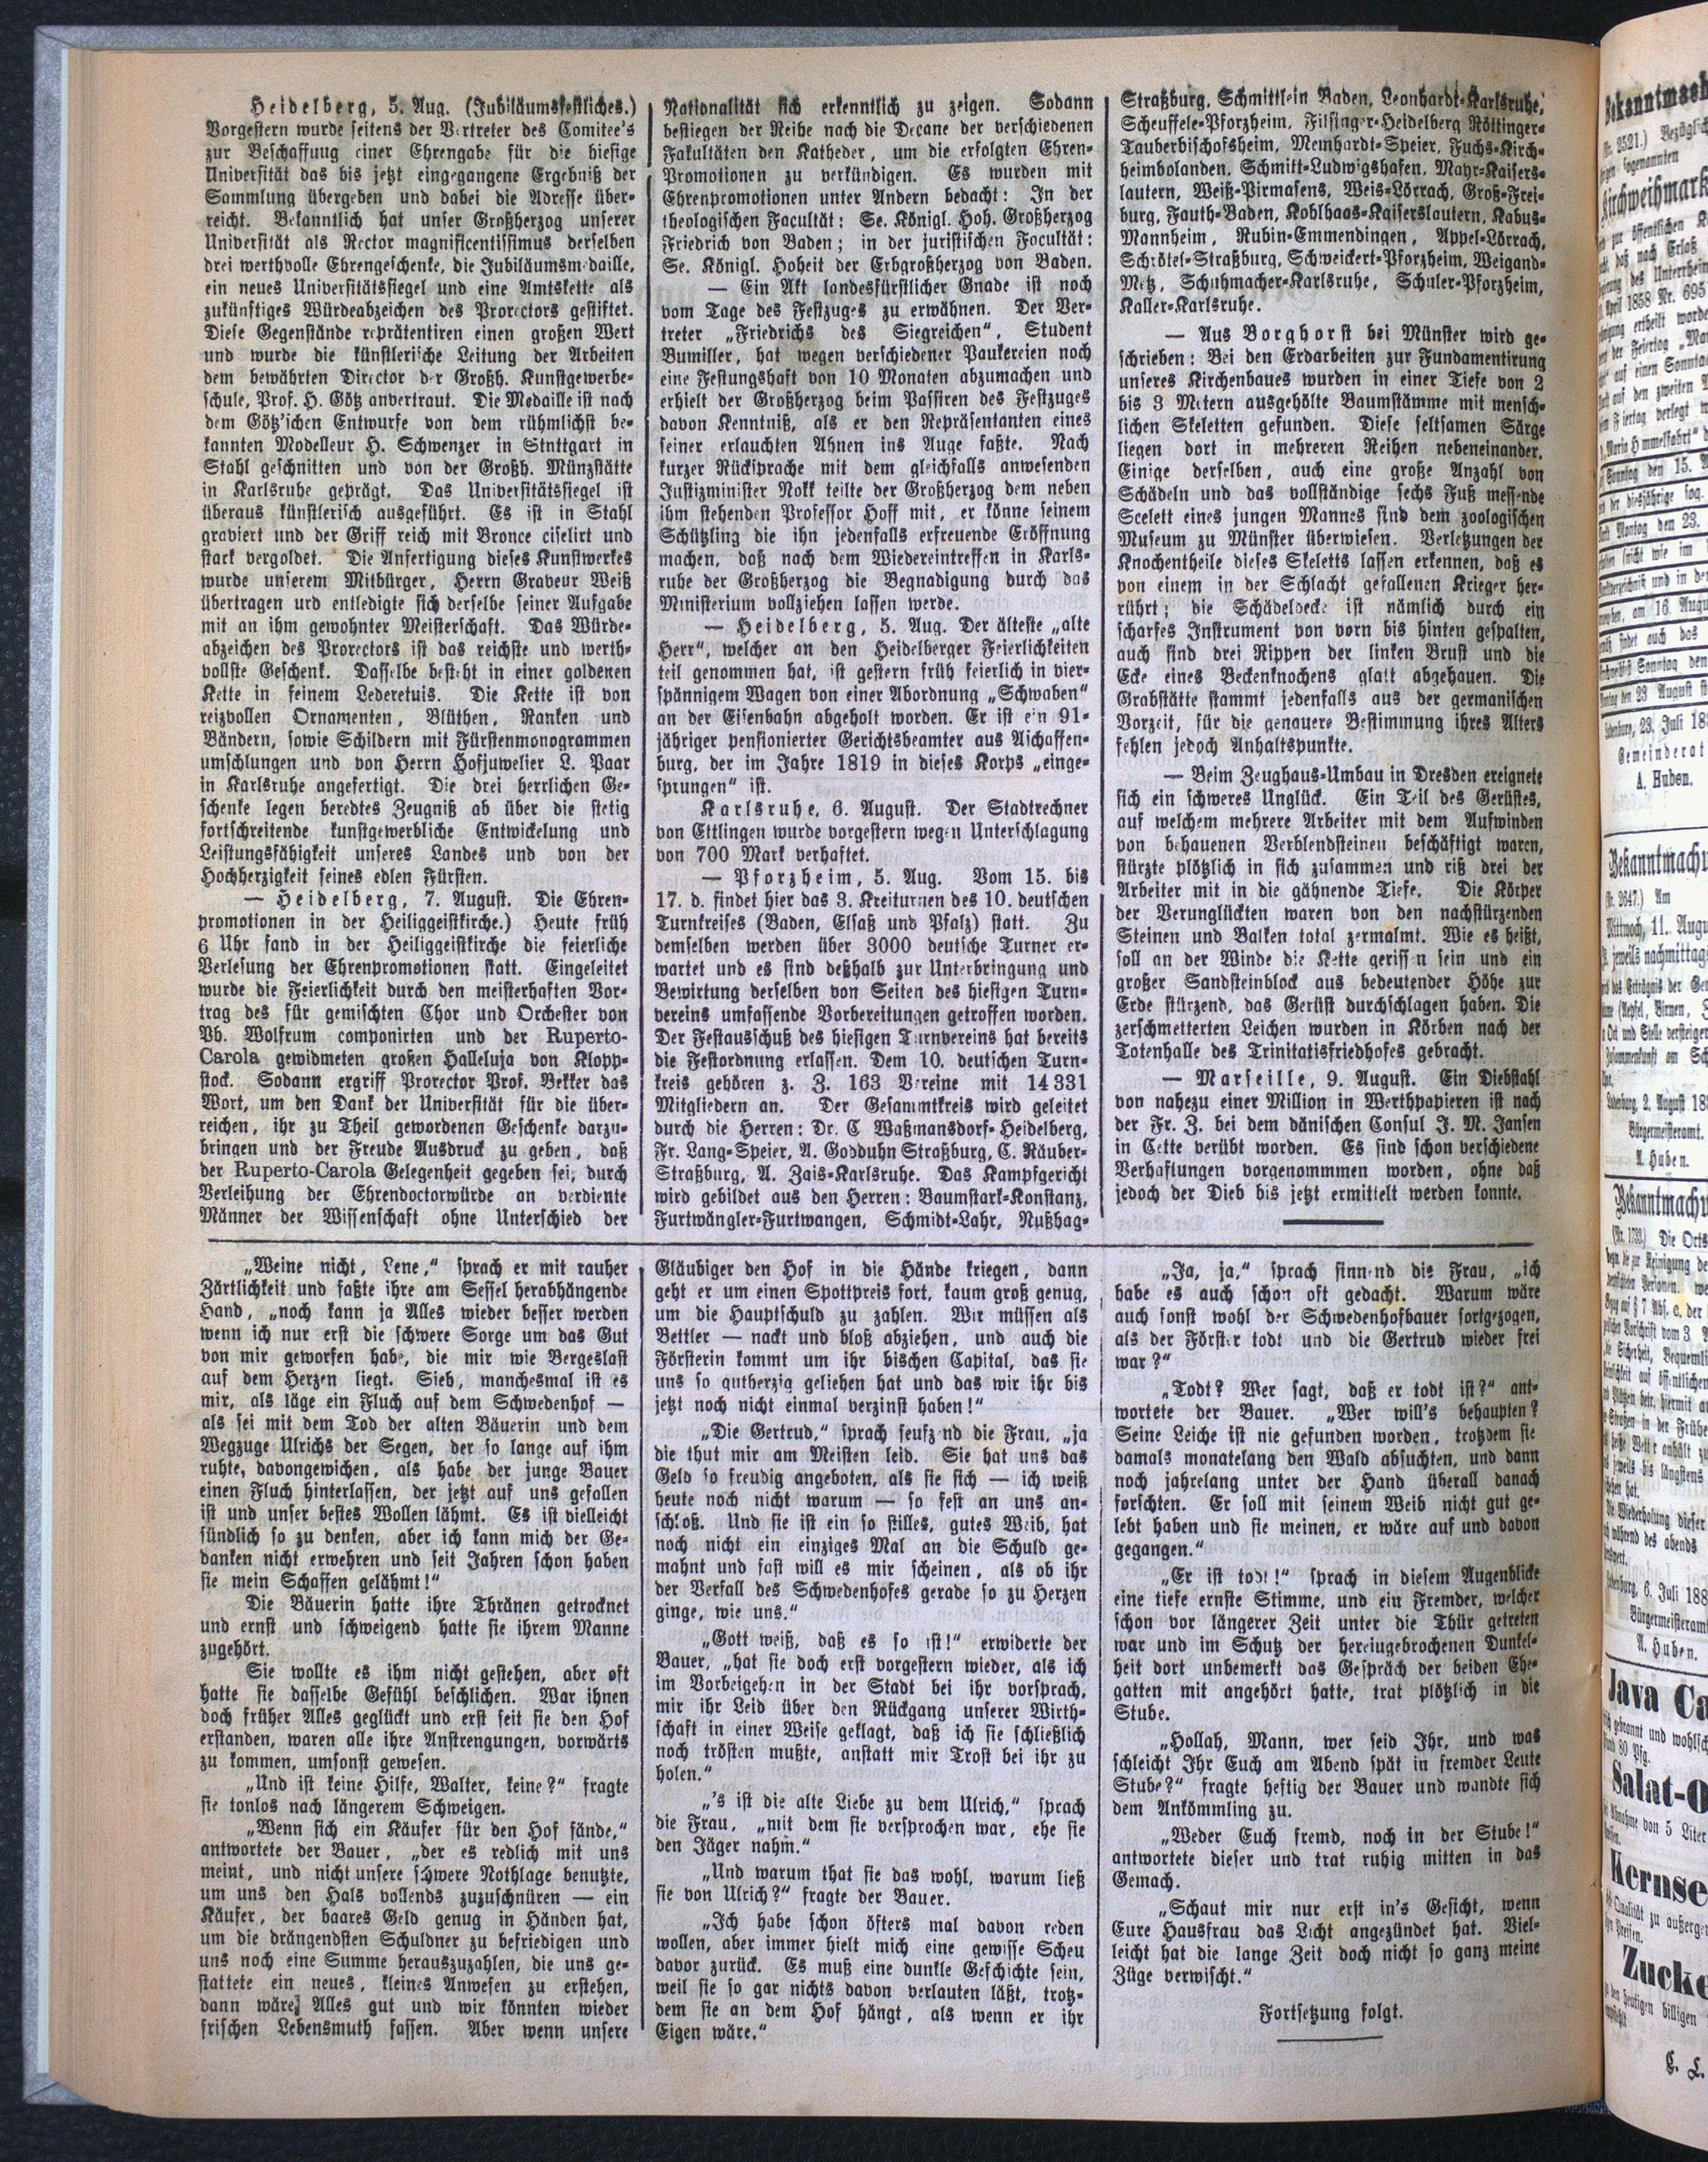 Heidelberg, 5. Aug. (Jubiläumsfestliches.)
Vorgestern wurde seitens der Vertreter des Comitee's
zur Beschaffung einer Ehrengabe für die hiesige
Universität das bis jetzt eingegangene Ergebniß der
Sammlung übergeben und dabei die Adresse über-
reicht. Bekanntlich hat unser Großherzog unserer
Universität als Rector magnificentissimus derselben
drei werthvolle Ehrengeschenke, die Jubiläumsmedaille,
ein neues Universitätssiegel und eine Amtskette als
zukünftiges Würdeabzeichen des Prorectors gestiftet.
Diese Gegenstände repräsentiren einen großen Wert
und wurde die künstlerische Leitung der Arbeiten
dem bewährten Director der Großh. Kunstgewerbe-
schule, Prof. H. Götz anvertraut. Die Medaille ist nach
dem Götz'schen Entwurfe von dem rühmlichst be-
kannten Modelleur H. Schwenzer in Stnttgart in
Stahl geschnitten und von der Großh. Münzstätte
in Karlsruhe geprägt. Das Universitätssiegel ist
überaus künstlerisch ausgeführt. Es ist in Stahl
graviert und der Griff reich mit Bronce ciselirt und
stark vergoldet. Die Anfertigung dieses Kunstwerkes
wurde unserem Mitbürger, Herrn Graveur Weiß
übertragen und entledigte sich derselbe seiner Aufgabe
mit an ihm gewohnter Meisterschaft. Das Würde-
abzeichen des Prorectors ist das reichste und werth-
vollste Geschenk. Dasselbe besteht in einer goldenen
Kette in feinem Lederetuis. Die Kette ist von
reizvollen Ornamenten, Blüthen, Ranken und
Bändern, sowie Schildern mit Fürstenmonogrammen
umschlungen und von Herrn Hofjuwelier L. Paar
in Karlsruhe angefertigt. Die drei herrlichen Ge-
schenke legen beredtes Zeugniß ab über die stetig
fortschreitende kunstgewerbliche Entwickelung und
Leistungsfähigkeit unseres Landes und von der
Hochherzigkeit seines edlen Fürsten.
— Heidelberg, 7. August. Die Ehren-
promotionen in der Heiliggeistkirche.) Heute früh
6 Uhr fand in der Heiliggeistkirche die feierliche
Verlesung der Ehrenpromotionen statt. Eingeleitet
wurde die Feierlichkeit durch den meisterhaften Vor-
trag des für gemischten Chor und Orchester von
Ph. Wolfrum componirten und der Ruperto-
Carola gewidmeten großen Halleluja von Klopp-
stock. Sodann ergriff Prorector Prof. Bekker das
Wort, um den Dank der Universität für die über-
reichen, ihr zu Theil gewordenen Geschenke darzu-
bringen und der Freude Ausdruck zu geben, daß
der Ruperto-Carola Gelegenheit gegeben sei, durch
Verleihung der Ehrendoctorwürde an verdiente
Männer der Wissenschaft ohne Unterschied der
Nationalität sich erkenntlich zu zeigen. Sodann
bestiegen der Reihe nach die Decane der verschiedenen
Fakultäten den Katheder, um die erfolgten Ehren-
Promotionen zu verkündigen. Es wurden mit
Ehrenpromotionen unter Andern bedacht: In der
theologischen Facultät: Se. Königl. Hoh. Großherzog
Friedrich von Baden; in der juristischen Facultät:
Se. Königl. Hoheit der Erbgroßherzog von Baden.
— Ein Akt landesfürstlicher Gnade ist noch
vom Tage des Festzuges zu erwähnen. Der Ver-
treter „Friedrichs des Siegreichen“, Student
Bumiller, hat wegen verschiedener Paukereien noch
eine Festungshaft von 10 Monaten abzumachen und
erhielt der Großherzog beim Passiren des Festzuges
davon Kenntniß, als er den Repräsentanten eines
seiner erlauchten Ahnen ins Auge faßte. Nach
kurzer Rücksprache mit dem gleichfalls anwesenden
Justizminister Nokk teilte der Großherzog dem neben
ihm stehenden Professor Hoff mit, er könne seinem
Schützling die ihn jedenfalls erfreuende Eröffnung
machen, daß nach dem Wiedereintreffen in Karls-
ruhe der Großherzog die Begnadigung durch das
Ministerium vollziehen lassen werde.
— Heidelberg, 5. Aug. Der älteste „alte
Herr“, welcher an den Heidelberger Feierlichkeiten
teil genommen hat, ist gestern früh feierlich in vier-
spännigem Wagen von einer Abordnung „Schwaben“
an der Eisenbahn abgeholt worden. Er ist ein 91-
jähriger pensionierter Gerichtsbeamter aus Aschaffen-
burg, der im Jahre 1819 in dieses Korps „einge-
sprungen“ ist.
Karlsruhe, 6. August. Der Stadtrechner
von Ettlingen wurde vorgestern wegen Unterschlagung
von 700 Mark verhaftet.
— Pforzheim, 5. Aug. Vom 15. bis
17. d. findet hier das 3. Kreisturnen des 10. deutschen
Turnkreises (Baden, Elsaß und Pfalz) statt. Zu
demselben werden über 3000 deutsche Turner er-
wartet und es sind deßhalb zur Unterbringung und
Bewirtung derselben von Seiten des hiesigen Turn-
vereins umfassende Vorbereitungen getroffen worden.
Der Festausschuß des hiesigen Turnvereins hat bereits
die Festordnung erlassen. Dem 10. deutschen Turn-
kreis gehören z. Z. 163 Vereine mit 14331
Mitgliedern an. Der Gesammtkreis wird geleitet
durch die Herren: Dr. C Waßmansdorf-Heidelberg,
Fr. Lang-Speier, A. Godduhn Straßburg, C. Räuber-
Straßburg, A. Zais-Karlsruhe. Das Kampfgericht
wird gebildet aus den Herren: Baumstark-Konstanz,
Furtwängler-Furtwangen, Schmidt-Lahr, Nußhag-
Straßburg, Schmittlein Baden, Leonhardt-Karlsruhe,
Scheuffele-Pforzheim, Filsinger-Heidelberg Nöttinger-
Tauberbischofsheim, Memhardt-Speier, Fuchs-Kirch-
heimbolanden, Schmitt-Ludwigshafen, Mayr-Kaisers-
lautern, Weiß-Pirmasens, Weis-Lörrach, Groß-Frei-
burg, Fauth-Baden, Koblhaas-Kaiserslautern, Kabus-
Mannheim, Rubin-Emmendingen, Appel-Lörrach,
Schrötel-Straßburg, Schweickert-Pforzheim, Weigand-
Metz, Schuhmacher-Karlsruhe, Schuler-Pforzheim,
Kaller-Karlsruhe.
— Aus Borghorst bei Münster wird ge-
schrieben: Bei den Erdarbeiten zur Fundamentirung
unseres Kirchenbaues wurden in einer Tiefe von 2
bis 3 Metern ausgehölte Baumstämme mit mensch-
lichen Skeletten gefunden. Diese seltsamen Särge
liegen dort in mehreren Reihen nebeneinander.
Einige derselben, auch eine große Anzahl von
Schädeln und das vollständige sechs Fuß messende
Scelett eines jungen Mannes sind dem zoologischen
Museum zu Münster überwiesen. Verletzungen der
Knochentheile dieses Skeletts lassen erkennen, daß es
von einem in der Schlacht gefallenen Krieger her-
rührt; die Schädeldecke ist nämlich durch ein
scharfes Instrument von vorn bis hinten gespalten,
auch sind drei Rippen der linken Brust und die
Ecke eines Beckenknochens glatt abgehauen. Die
Grabstätte stammt jedenfalls aus der germanischen
Vorzeit, für die genauere Bestimmung ihres Alters
fehlen jedoch Anhaltspunkte.
— Beim Zeughaus-Umbau in Dresden ereignete
sich ein schweres Unglück. Ein Teil des Gerüstes,
auf welchem mehrere Arbeiter mit dem Aufwinden
von behauenen Verblendsteinen beschäftigt waren,
stürzte plötzlich in sich zusammen und riß drei der
Arbeiter mit in die gähnende Tiefe. Die Körper
der Verunglückten waren von den nachstürzenden
Steinen und Balken total zermalmt. Wie es heißt,
soll an der Winde die Kette gerissen sein und ein
großer Sandsteinblock aus bedeutender Höhe zur
Erde stürzend, das Gerüst durchschlagen haben. Die
zerschmetterten Leichen wurden in Körben nach der
Totenhalle des Trinitatisfriedhofes gebracht.
— Marseille, 9. August. Ein Diebstahl
von nahezu einer Million in Werthpapieren ist nach
der Fr. Z. bei dem dänischen Consul J. M. Jansen
in Cette verübt worden. Es sind schon verschiedene
Verhaftungen vorgenommmen worden, ohne daß
jedoch der Dieb bis jetzt ermittelt werden konnte.
„Weine nicht, Lene,“ sprach er mit rauher
Zärtlichkeit und faßte ihre am Sessel herabhängende
Hand, „noch kann ja Alles wieder besser werden
wenn ich nur erst die schwere Sorge um das Gut
von mir geworfen habe, die mir wie Bergeslast
auf dem Herzen liegt. Sieh, manchesmal ist es
mir, als läge ein Fluch auf dem Schwedenhof —
als sei mit dem Tod der alten Bäuerin und dem
Wegzuge Ulrichs der Segen, der so lange auf ihm
ruhte, davongewichen, als habe der junge Bauer
einen Fluch hinterlassen, der jetzt auf uns gefallen
ist und unser bestes Wollen lähmt. Es ist vielleicht
sündlich so zu denken, aber ich kann mich der Ge-
danken nicht erwehren und seit Jahren schon haben
sie mein Schaffen gelähmt!“
Die Bäuerin hatte ihre Thränen getrocknet
und ernst und schweigend hatte sie ihrem Manne
zugehört.
Sie wollte es ihm nicht gestehen, aber oft
hatte sie dasselbe Gefühl beschlichen. War ihnen
doch früher Alles geglückt und erst seit sie den Hof
erstanden, waren alle ihre Anstrengungen, vorwärts
zu kommen, umsonst gewesen.
„Und ist keine Hilfe, Walter, keine?“ fragte
sie tonlos nach längerem Schweigen.
„Wenn sich ein Käufer für den Hof fände,“
antwortete der Bauer, „der es redlich mit uns
meint, und nicht unsere schwere Nothlage benutzte,
um uns den Hals vollends zuzuschnüren — ein
Käufer, der baares Geld genug in Händen hat,
um die drängendsten Schuldner zu befriedigen und
uns noch eine Summe herauszuzahlen, die uns ge-
stattete ein neues, kleines Anwesen zu erstehen,
dann wäre Alles gut und wir könnten wieder
frischen Lebensmuth fassen. Aber wenn unsere
Gläubiger den Hof in die Hände kriegen, dann
geht er um einen Spottpreis fort, kaum groß genug,
um die Hauptschuld zu zahlen. Wir müssen als
Bettler — nackt und bloß abziehen, und auch die
Försterin kommt um ihr bischen Capital, das sie
uns so gutherzig geliehen hat und das wir ihr bis
jetzt noch nicht einmal verzinst haben!“
„Die Gertrud,“ sprach seufzend die Frau, „ja
die thut mir am Meisten leid. Sie hat uns das
Geld so freudig angeboten, als sie sich — ich weiß
heute noch nicht warum — so fest an uns an-
schloß. Und sie ist ein so stilles, gutes Weib, hat
noch nicht ein einziges Mal an die Schuld ge-
mahnt und fast will es mir scheinen, als ob ihr
der Verfall des Schwedenhofes gerade so zu Herzen
ginge, wie uns.“
„Gott weiß, daß es so ist!“ erwiderte der
Bauer, „hat sie doch erst vorgestern wieder, als ich
im Vorbeigehen in der Stadt bei ihr vorsprach,
mir ihr Leid über den Rückgang unserer Wirth-
schaft in einer Weise geklagt, daß ich sie schließlich
noch trösten mußte, anstatt mir Trost bei ihr zu
holen.“
„'s ist die alte Liebe zu dem Ulrich,“ sprach
die Frau, „mit dem sie versprochen war, ehe sie
den Jäger nahm.“
„Und warum that sie das wohl, warum ließ
sie von Ulrich?“ fragte der Bauer.
„Ich habe schon öfters mal davon reden
wollen, aber immer hielt mich eine gewisse Scheu
davor zurück. Es muß eine dunkle Geschichte sein,
weil sie so gar nichts davon verlauten läßt, trotz-
dem sie an dem Hof hängt, als wenn er ihr
Eigen wäre.“
„Ja, ja,“ sprach sinnend die Frau, „ich
habe es auch schon oft gedacht. Warum wäre
auch sonst wohl der Schwedenhofbauer fortgezogen,
als der Förster todt und die Gertrud wieder frei
war?“
„Todt? Wer sagt, daß er todt ist?“ ant-
wortete der Bauer. „Wer will's behaupten?
Seine Leiche ist nie gefunden worden, trotzdem sie
damals monatelang den Wald absuchten, und dann
noch jahrelang unter der Hand überall danach
forschten. Er soll mit seinem Weib nicht gut ge-
lebt haben und sie meinen, er wäre auf und davon
gegangen.“
„Er ist todt!“ sprach in diesem Augenblicke
eine tiefe ernste Stimme, und ein Fremder, welcher
schon vor längerer Zeit unter die Thür getreten
war und im Schutz der hereingebrochenen Dunkel-
heit dort unbemerkt das Gespräch der beiden Ehe-
gatten mit angehört hatte, trat plötzlich in die
Stube.
„Hollah, Mann, wer seid Ihr, und was
schleicht Ihr Euch am Abend spät in fremder Leute
Stube?“ fragte heftig der Bauer und wandte sich
dem Ankömmling zu.
„Weder Euch fremd, noch in der Stube!“
antwortete dieser und trat ruhig mitten in das
Gemach.
„Schaut mir nur erst in's Gesicht, wenn
Eure Hausfrau das Licht angezündet hat. Viel-
leicht hat die lange Zeit doch nicht so ganz meine
Züge verwischt.“
Fortsetzung folgt.
Gemeinderat
A. Huben.
Mittwoch, 11. Augu
Ladenburg, 2. August 18
Bürgermeisteramt.
A. Huben.
6. Juli 188
Bürgermeisteramt
A. Huben.
Java Ca
Salat-O
Kernse
Zucke